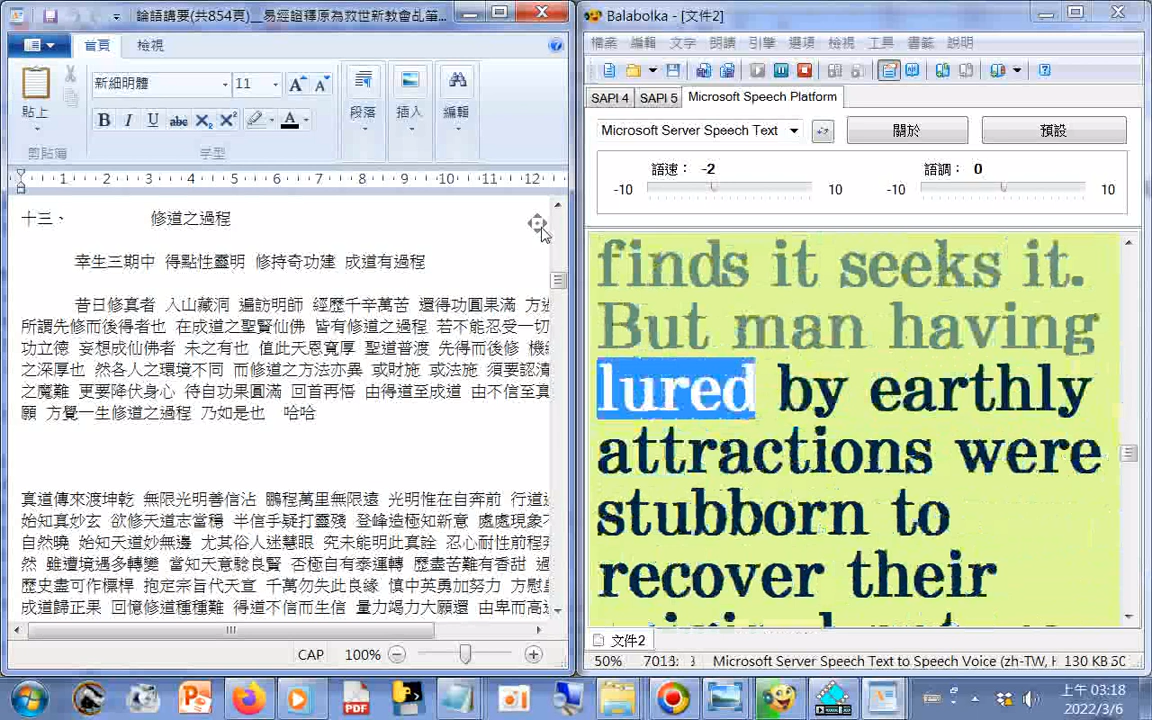 論語講要(共854頁)__易經證釋原為救世新教會乩筆...
首頁 檢視
貼上
新細明體 11
B I U abc X₂ X² A
段落 插入 編輯
剪貼簿 字型
1 2 3 4 5 6 7 8 9 10 11 12
十三、 修道之過程
幸生三期中 得點性靈明 修持奇功建 成道有過程
昔日修真者 入山藏洞 遍訪明師 經歷千辛萬苦 還得功圓果滿 方
所謂先修而後得者也 在成道之聖賢仙佛 皆有修道之過程 若不能忍受一切
功立德 妄想成仙佛者 未之有也 值此天恩寬厚 聖道普渡 先得而後修 機
之深厚也 然各人之環境不同 而修道之方法亦異 或財施 或法施 須要認清
之魔難 更要降伏身心 待自功果圓滿 回首再悟 由得道至成道 由不信至真
願 方覺一生修道之過程 乃如是也 哈哈
真道傳來渡坤乾 無限光明善信沾 鵬程萬里無限遠 光明惟在自奔前 行道
始知真妙玄 欲修天道志當穩 半信乎疑打靈殘 登峰造極知新意 處處現象
自然曉 始知天道妙無邊 尤其俗人迷慧眼 究未能明此真詮 忍心耐性前程
然 雖遭境遇多轉變 當知天意驗良賢 否極自有泰運轉 歷盡苦難有香甜
歷史盡可作標桿 抱定宗旨代天宣 千萬勿失此良緣 慎中英勇加努力 方慰
成道歸正果 回憶修道種種難 得道不信而生信 量力竭力大願還 由卑而高
CAP 100%
Balabolka - [文件2]
檔案 編輯 文字 朗讀 引擎 選項 檢視 工具 書籤 說明
SAPI 4 SAPI 5 Microsoft Speech Platform
Microsoft Server Speech Text 關於 預設
語速： -2 語調： 0
-10 10 -10 10
finds it seeks it.
But man having
lured by earthly
attractions were
stubborn to
recover their
文件2
50% Microsoft Server Speech Text to Speech Voice (zh-TW, H 130 KB
PDF
上午 03:18
2022/3/6